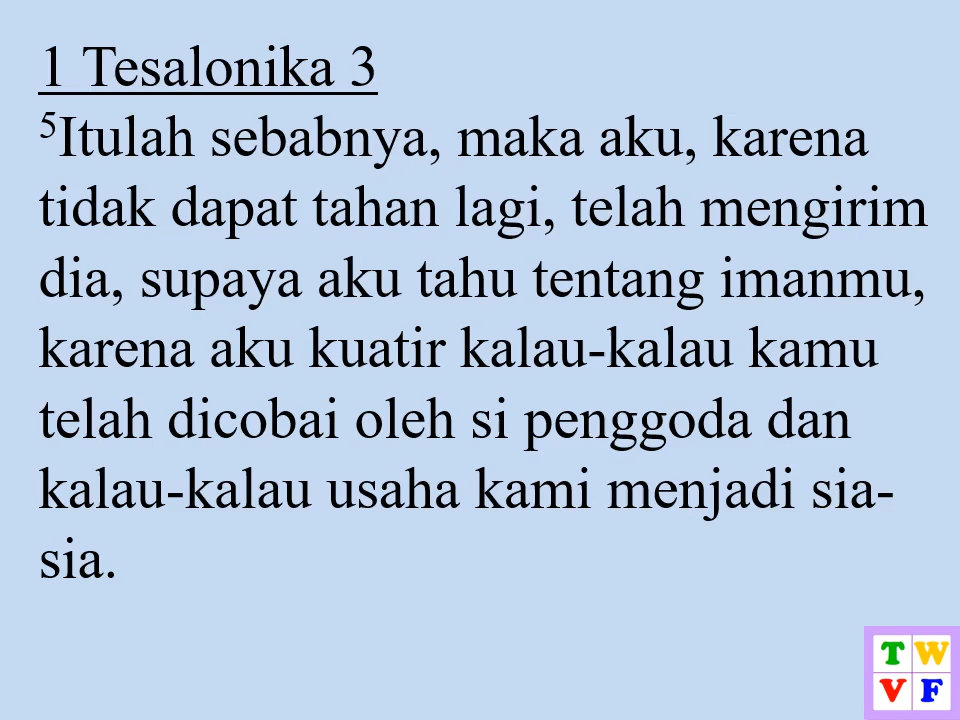 1 Tesalonika 3
5Itulah sebabnya, maka aku, karena
tidak dapat tahan lagi, telah mengirim
dia, supaya aku tahu tentang imanmu,
karena aku kuatir kalau-kalau kamu
telah dicobai oleh si penggoda dan
kalau-kalau usaha kami menjadi sia-
sia.
T W
V F